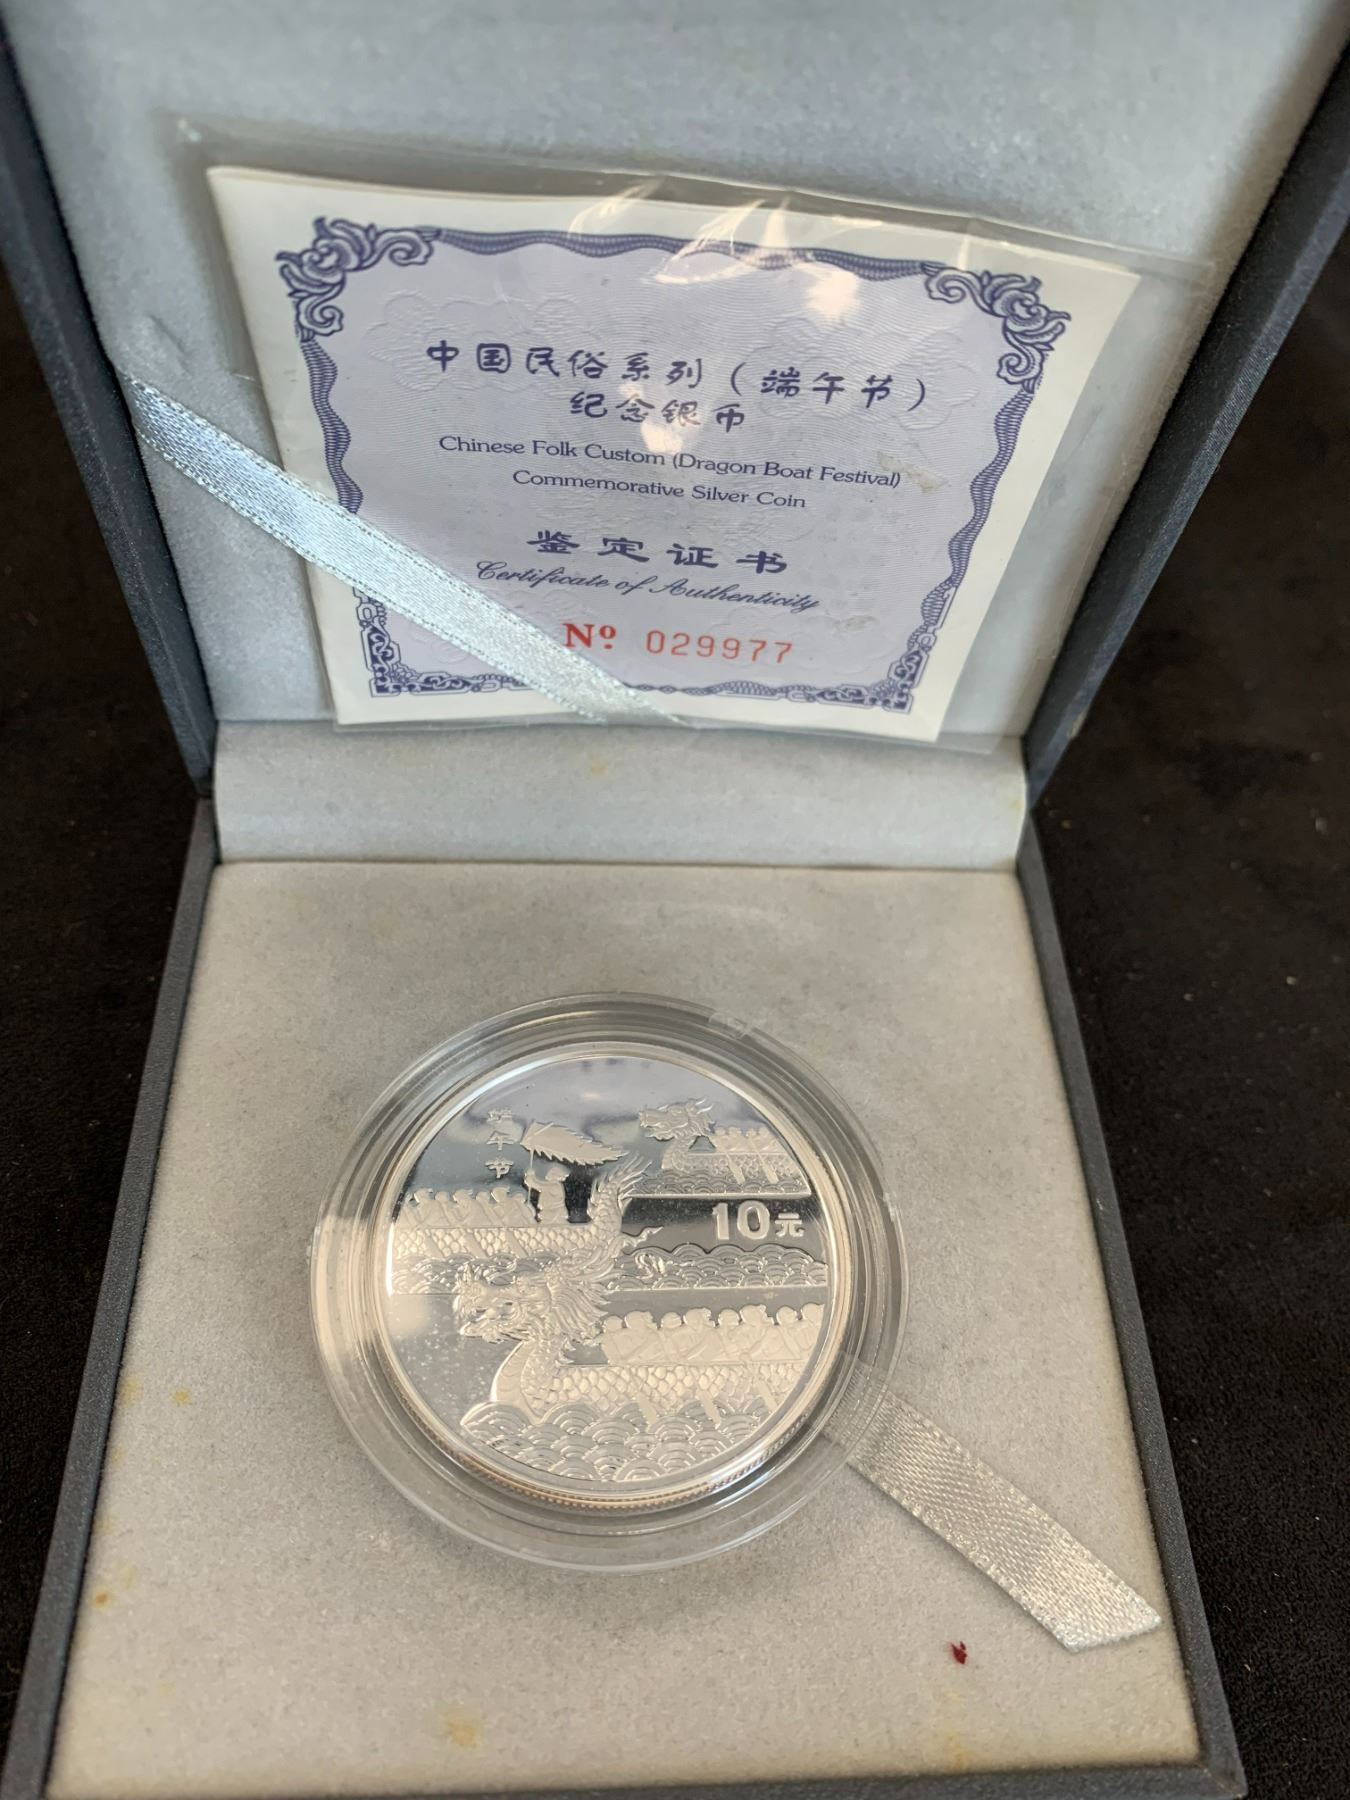 中国民俗系列（端午节）
纪念银币
Chinese Folk Custom (Dragon Boat Festival)
Commemorative Silver Coin
鉴定证书
Certificate of Authenticity
Nº. 029977
端午节
10元